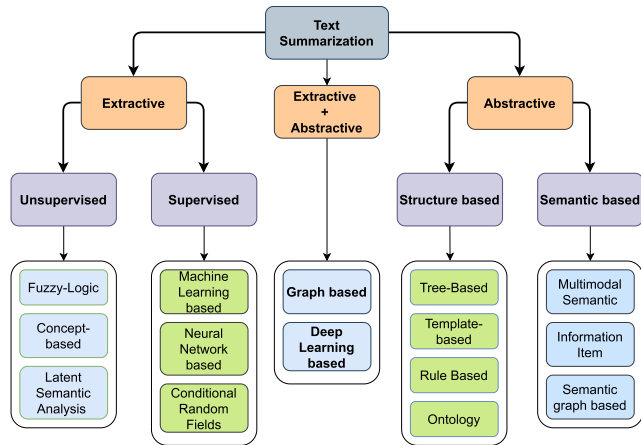 Text
Summarization
Extractive
Extractive
+
Abstractive
Abstractive
Unsupervised
Supervised
Structure based
Semantic based
Fuzzy-Logic
Concept-
based
Latent
Semantic
Analysis
Machine
Learning
based
Neural
Network
based
Conditional
Random
Fields
Graph based
Deep
Learning
based
Tree-Based
Template-
based
Rule Based
Ontology
Multimodal
Semantic
Information
Item
Semantic
graph based